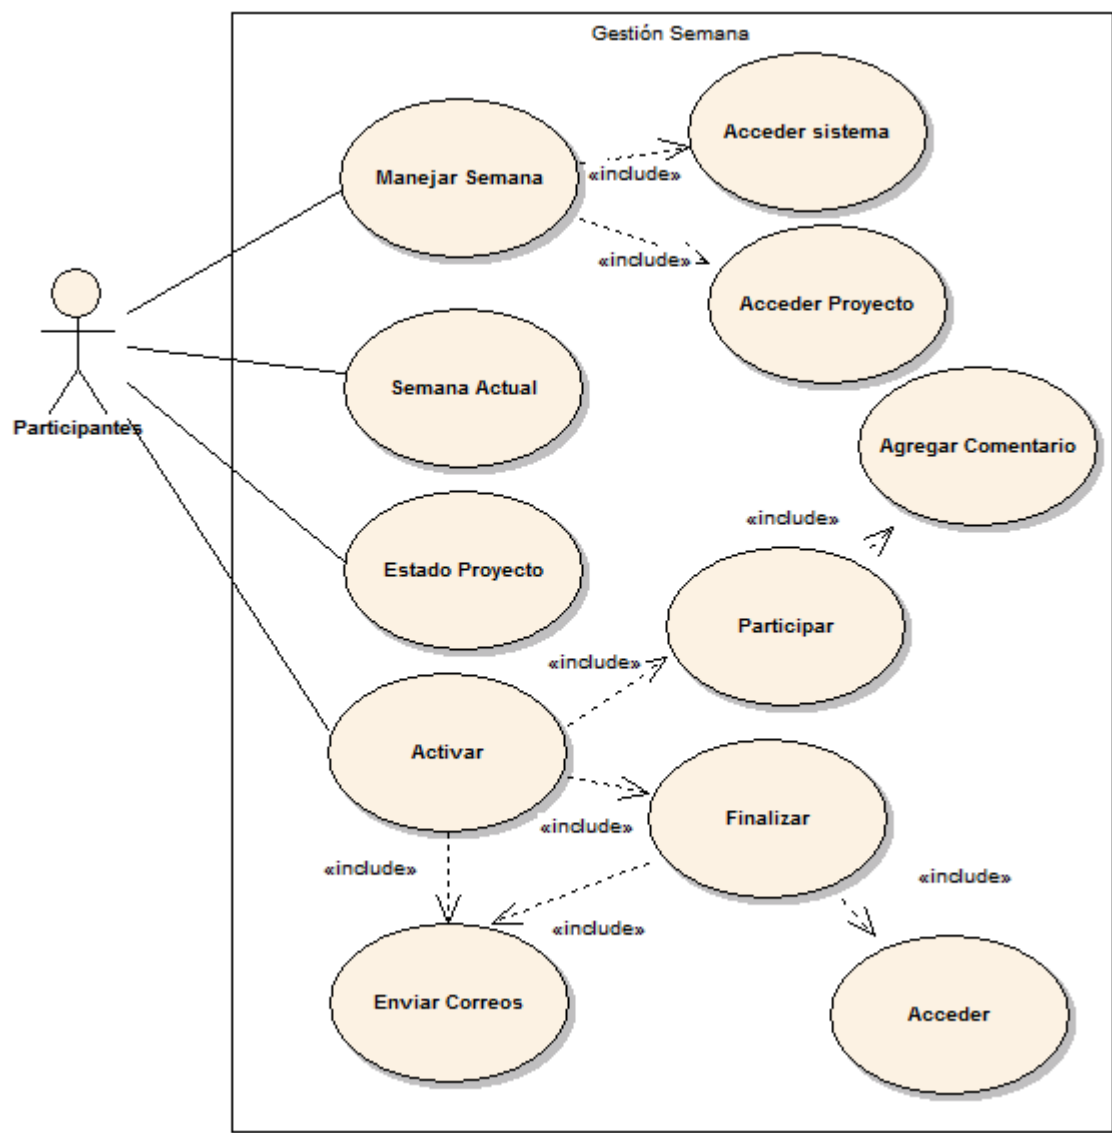 Gestión Semana
Acceder sistema
Manejar Semana
«include»
«include»
Acceder Proyecto
Semana Actual
Participantes
Agregar Comentario
«include»
Estado Proyecto
Participar
«include»
Activar
Finalizar
«include»
«include»
«include»
«include»
Enviar Correos
Acceder